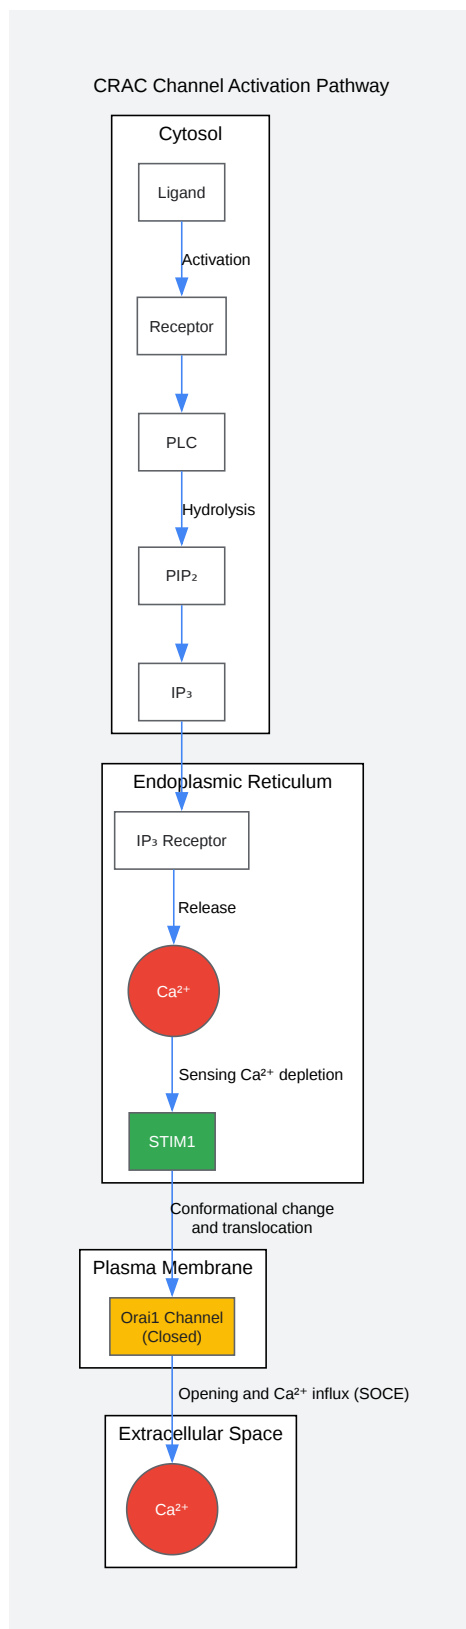 CRAC Channel Activation Pathway
Cytosol
Ligand
Activation
Receptor
PLC
Hydrolysis
PIP₂
IP₃
Endoplasmic Reticulum
IP₃ Receptor
Release
Ca²⁺
Sensing Ca²⁺ depletion
STIM1
Conformational change
and translocation
Plasma Membrane
Orai1 Channel
(Closed)
Opening and Ca²⁺ influx (SOCE)
Extracellular Space
Ca²⁺